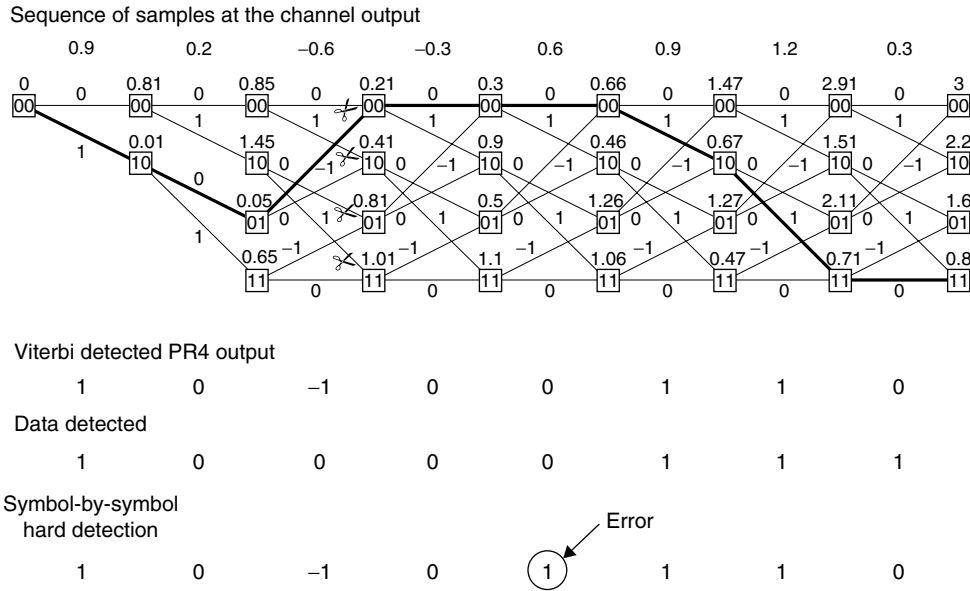 Sequence of samples at the channel output
0.9 0.2 −0.6 −0.3 0.6 0.9 1.2 0.3
0 0.81 0.85 0.21 0.3 0.66 1.47 2.91 3
00 0 00 0 00 0 00 0 00 0 00 0 00 0 00 0 00
1 1 1 1 1 1 1
1 0.01 1.45 0.41 0.9 0.46 0.67 1.51 2.2
10 10 0 −1 10 0 −1 10 0 −1 10 0 −1 10 0 −1 10 0 −1 10
0
0.05 0.81 0.5 1.26 1.27 2.11 1.6
01 0 1 01 0 1 01 0 1 01 0 1 01 0 1 01 0 1 01
1 −1 −1 −1 −1 −1 −1
0.65 1.01 1.1 1.06 0.47 0.71 0.8
11 11 11 11 11 11 11
0 0 0 0 0 0
Viterbi detected PR4 output
1 0 −1 0 0 1 1 0
Data detected
1 0 0 0 0 1 1 1
Symbol-by-symbol
hard detection
Error
1 0 −1 0 1 1 1 0